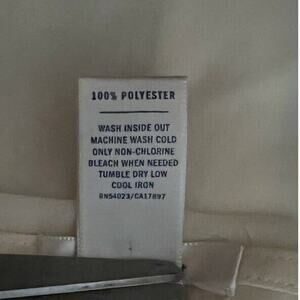 100% POLYESTER
WASH INSIDE OUT
MACHINE WASH COLD
ONLY NON-CHLORINE
BLEACH WHEN NEEDED
TUMBLE DRY LOW
COOL IRON
RN54023/CA17897